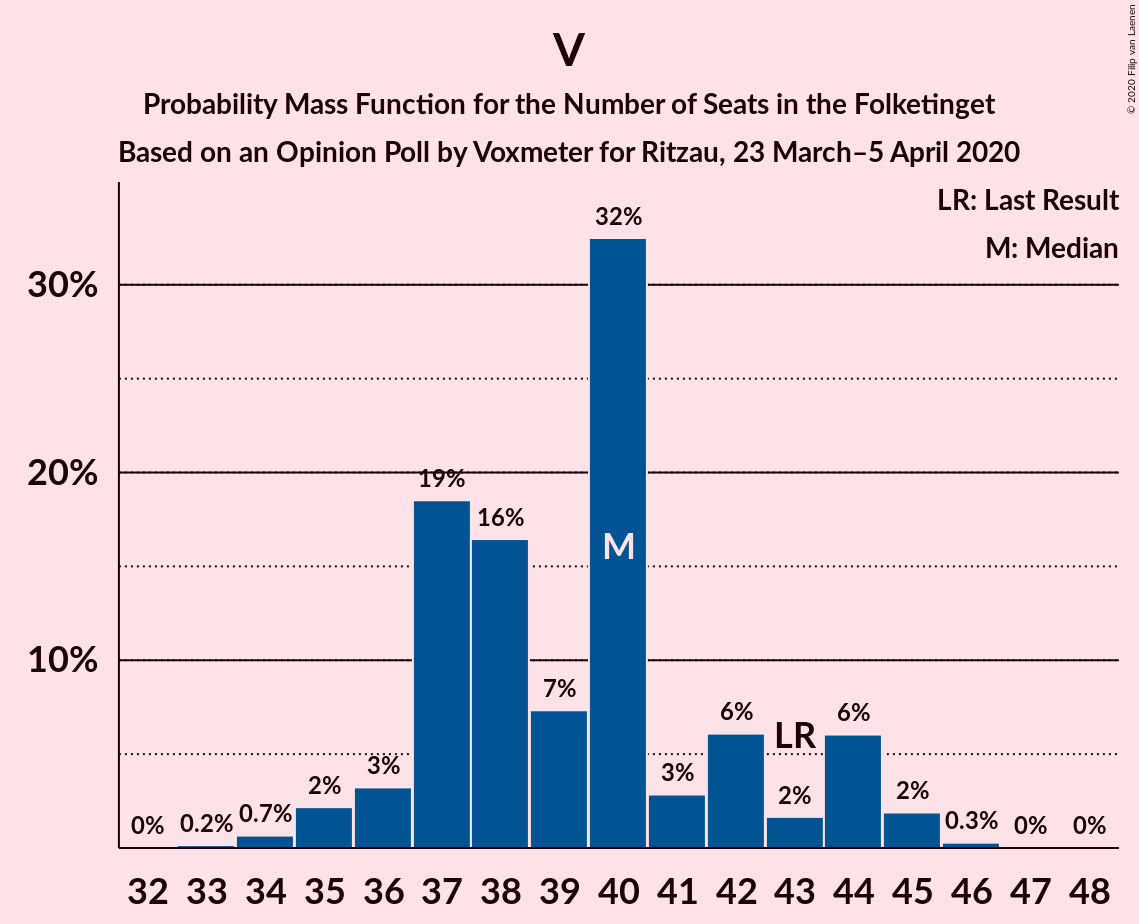 V
Probability Mass Function for the Number of Seats in the Folketinget
Based on an Opinion Poll by Voxmeter for Ritzau, 23 March–5 April 2020
© 2020 Filip van Laenen
LR: Last Result
M: Median
30%
20%
10%
0% 0.2% 0.7% 2% 3% 19% 16% 7% 32% 3% 6% 2% 6% 2% 0.3% 0% 0%
M
LR
32 33 34 35 36 37 38 39 40 41 42 43 44 45 46 47 48